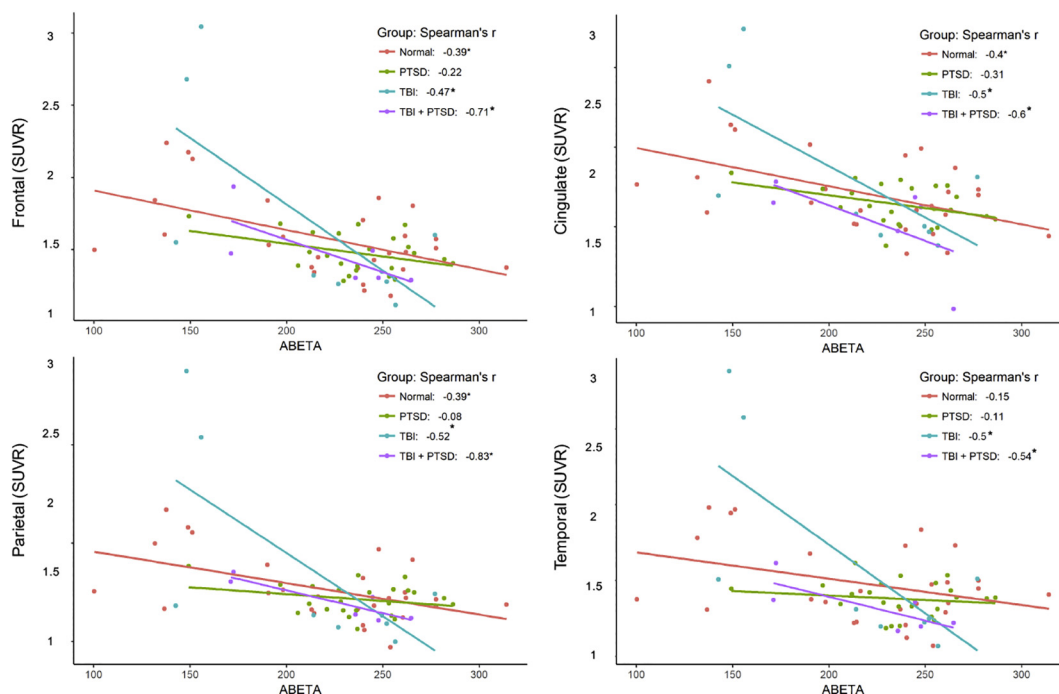 Group: Spearman's r
Normal: -0.39*
PTSD: -0.22
TBI: -0.47*
TBI + PTSD: -0.71*
Frontal (SUVR)
3
2.5
2
1.5
1
100 150 200 250 300
ABETA
Group: Spearman's r
Normal: -0.4*
PTSD: -0.31
TBI: -0.5*
TBI + PTSD: -0.6*
Cingulate (SUVR)
3
2.5
2
1.5
1
100 150 200 250 300
ABETA
Group: Spearman's r
Normal: -0.39*
PTSD: -0.08
TBI: -0.52*
TBI + PTSD: -0.83*
Parietal (SUVR)
3
2.5
2
1.5
1
100 150 200 250 300
ABETA
Group: Spearman's r
Normal: -0.15
PTSD: -0.11
TBI: -0.5*
TBI + PTSD: -0.54*
Temporal (SUVR)
3
2.5
2
1.5
1
100 150 200 250 300
ABETA